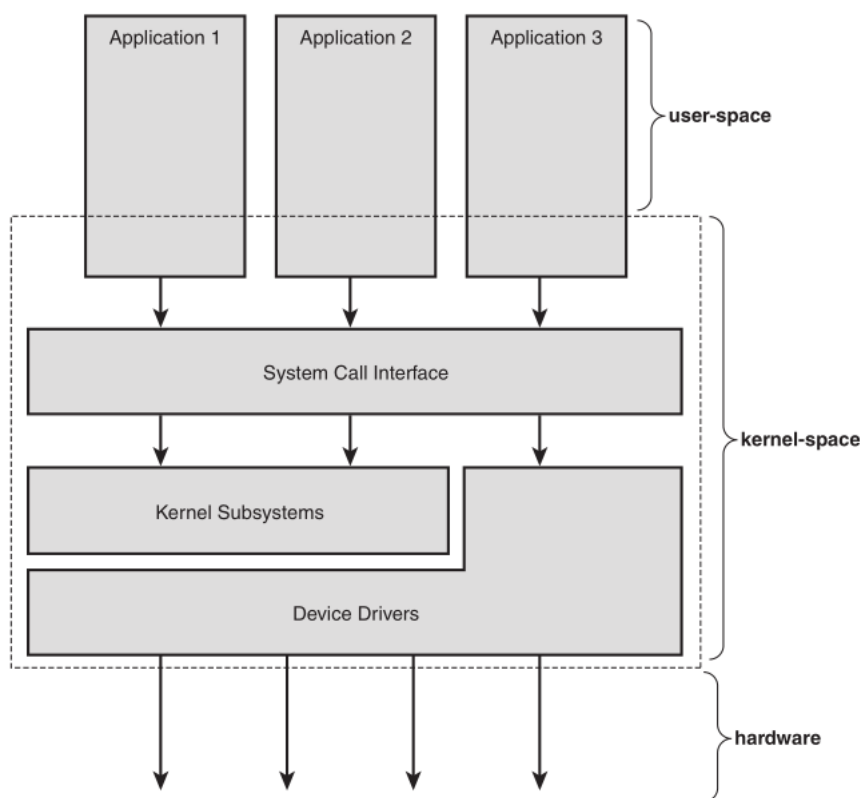 Application 1
Application 2
Application 3
user-space
System Call Interface
kernel-space
Kernel Subsystems
Device Drivers
hardware